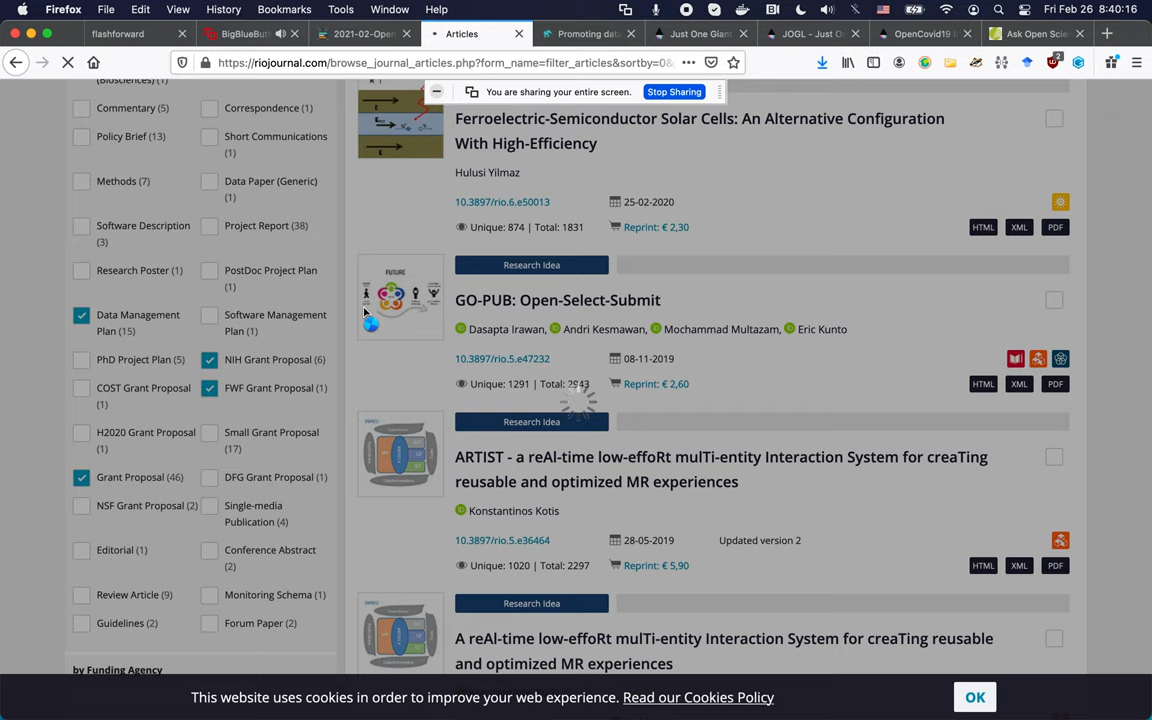 Firefox File Edit View History Bookmarks Tools Window Help Fri Feb 26 8:40:16
flashforward BigBlueBut 2021-02-Open Articles Promoting data Just One Giant JOGL - Just O OpenCovid19 Ask Open Scie
https://riojournal.com/browse_journal_articles.php?form_name=filter_articles&sortby=0&
You are sharing your entire screen. Stop Sharing
(Biosciences) (1)
Commentary (5) Correspondence (1)
Policy Brief (13) Short Communications
(1)
Methods (7) Data Paper (Generic)
(1)
Software Description Project Report (38)
(3)
Research Poster (1) PostDoc Project Plan
(1)
Data Management Software Management
Plan (15) Plan (1)
PhD Project Plan (5) NIH Grant Proposal (6)
COST Grant Proposal FWF Grant Proposal (1)
(1)
H2020 Grant Proposal Small Grant Proposal
(1) (17)
Grant Proposal (46) DFG Grant Proposal (1)
NSF Grant Proposal (2) Single-media
Publication (4)
Editorial (1) Conference Abstract
(2)
Review Article (9) Monitoring Schema (1)
Guidelines (2) Forum Paper (2)
by Funding Agency
Ferroelectric-Semiconductor Solar Cells: An Alternative Configuration
With High-Efficiency
Hulusi Yilmaz
10.3897/rio.6.e50013 25-02-2020
Unique: 874 | Total: 1831 Reprint: € 2,30 HTML XML PDF
Research Idea
FUTURE
GO-PUB: Open-Select-Submit
Dasapta Irawan, Andri Kesmawan, Mochammad Multazam, Eric Kunto
10.3897/rio.5.e47232 08-11-2019
Unique: 1291 | Total: 2943 Reprint: € 2,60 HTML XML PDF
Research Idea
ARTIST - a reAl-time low-effoRt mulTi-entity Interaction System for creaTing
reusable and optimized MR experiences
Konstantinos Kotis
10.3897/rio.5.e36464 28-05-2019 Updated version 2
Unique: 1020 | Total: 2297 Reprint: € 5,90 HTML XML PDF
Research Idea
A reAl-time low-effoRt mulTi-entity Interaction System for creaTing reusable
and optimized MR experiences
This website uses cookies in order to improve your web experience. Read our Cookies Policy OK